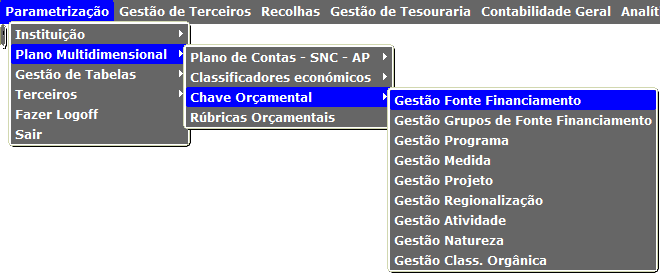 Parametrização Gestão de Terceiros Recolhas Gestão de Tesouraria Contabilidade Geral Analít
Instituição
Plano Multidimensional
Gestão de Tabelas
Terceiros
Fazer Logoff
Sair
Plano de Contas - SNC - AP
Classificadores económicos
Chave Orçamental
Rúbricas Orçamentais
Gestão Fonte Financiamento
Gestão Grupos de Fonte Financiamento
Gestão Programa
Gestão Medida
Gestão Projeto
Gestão Regionalização
Gestão Atividade
Gestão Natureza
Gestão Class. Orgânica